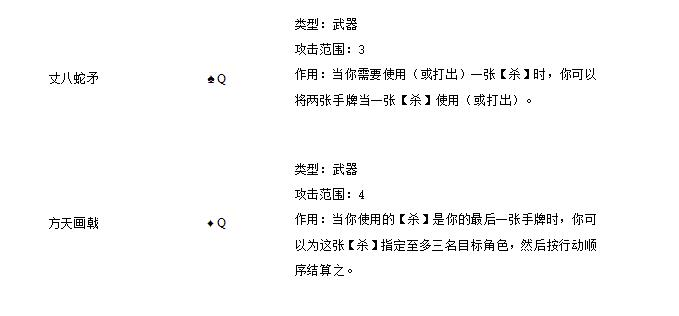 类型：武器
攻击范围：3
丈八蛇矛 ♠Q 作用：当你需要使用（或打出）一张【杀】时，你可以
将两张手牌当一张【杀】使用（或打出）。
类型：武器
攻击范围：4
方天画戟 ♦Q 作用：当你使用的【杀】是你的最后一张手牌时，你可
以为这张【杀】指定至多三名目标角色，然后按行动顺
序结算之。